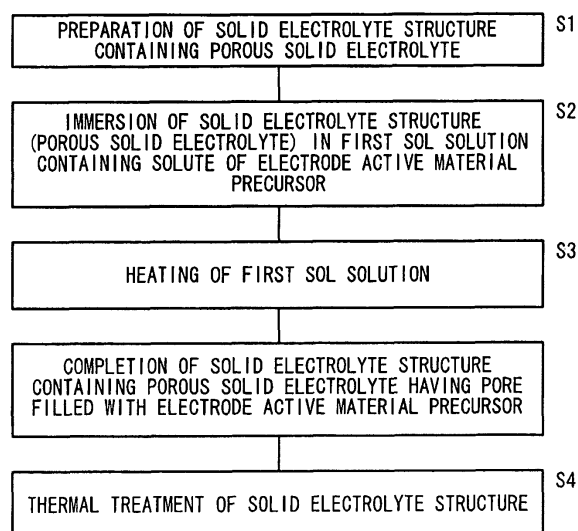 PREPARATION OF SOLID ELECTROLYTE STRUCTURE
CONTAINING POROUS SOLID ELECTROLYTE
S1
IMMERSION OF SOLID ELECTROLYTE STRUCTURE
(POROUS SOLID ELECTROLYTE) IN FIRST SOL SOLUTION
CONTAINING SOLUTE OF ELECTRODE ACTIVE MATERIAL
PRECURSOR
S2
HEATING OF FIRST SOL SOLUTION
S3
COMPLETION OF SOLID ELECTROLYTE STRUCTURE
CONTAINING POROUS SOLID ELECTROLYTE HAVING PORE
FILLED WITH ELECTRODE ACTIVE MATERIAL PRECURSOR
THERMAL TREATMENT OF SOLID ELECTROLYTE STRUCTURE
S4